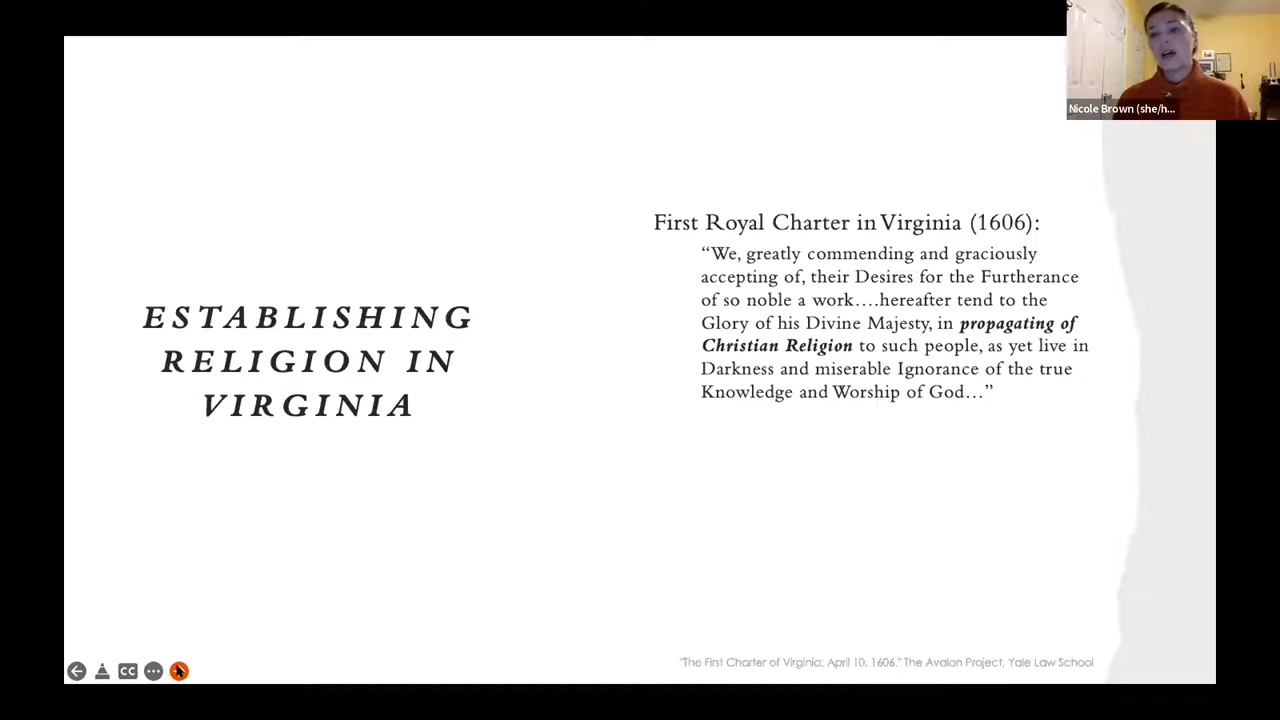 Nicole Brown (she/h...
First Royal Charter in Virginia (1606):
“We, greatly commending and graciously
accepting of, their Desires for the Furtherance
of so noble a work….hereafter tend to the
Glory of his Divine Majesty, in propagating of
Christian Religion to such people, as yet live in
Darkness and miserable Ignorance of the true
Knowledge and Worship of God…”
ESTABLISHING
RELIGION IN
VIRGINIA
CC
"The First Charter of Virginia; April 10, 1606." The Avalon Project, Yale Law School